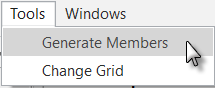 Tools Windows
Generate Members
Change Grid